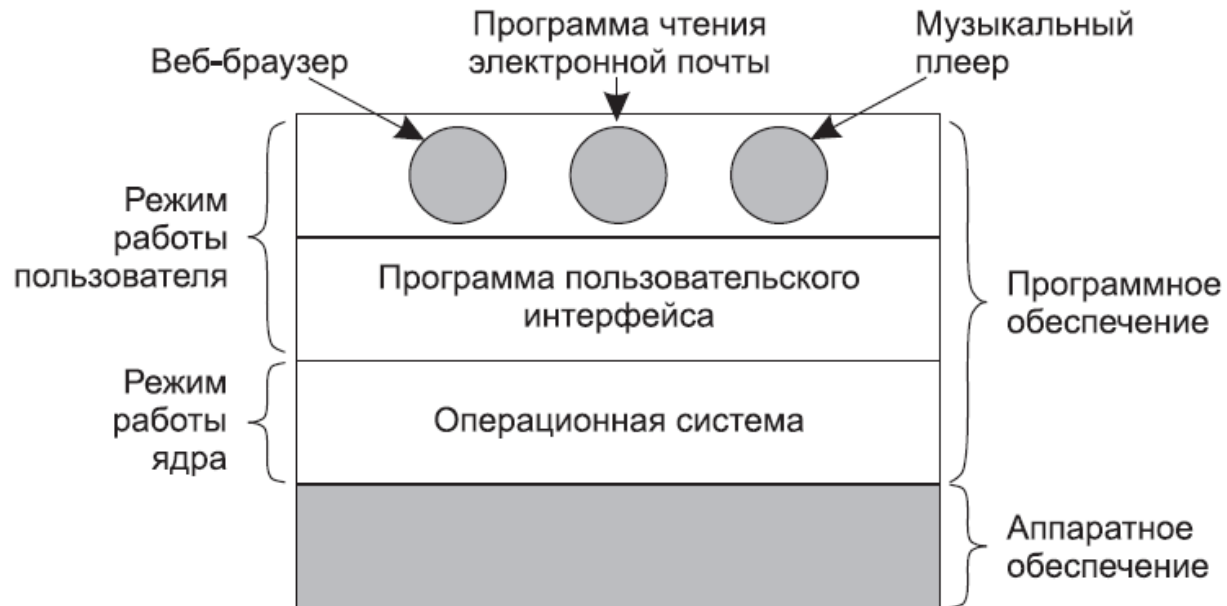 Веб-браузер
Программа чтения
электронной почты
Музыкальный
плеер
Режим
работы
пользователя
Программа пользовательского
интерфейса
Программное
обеспечение
Режим
работы
ядра
Операционная система
Аппаратное
обеспечение